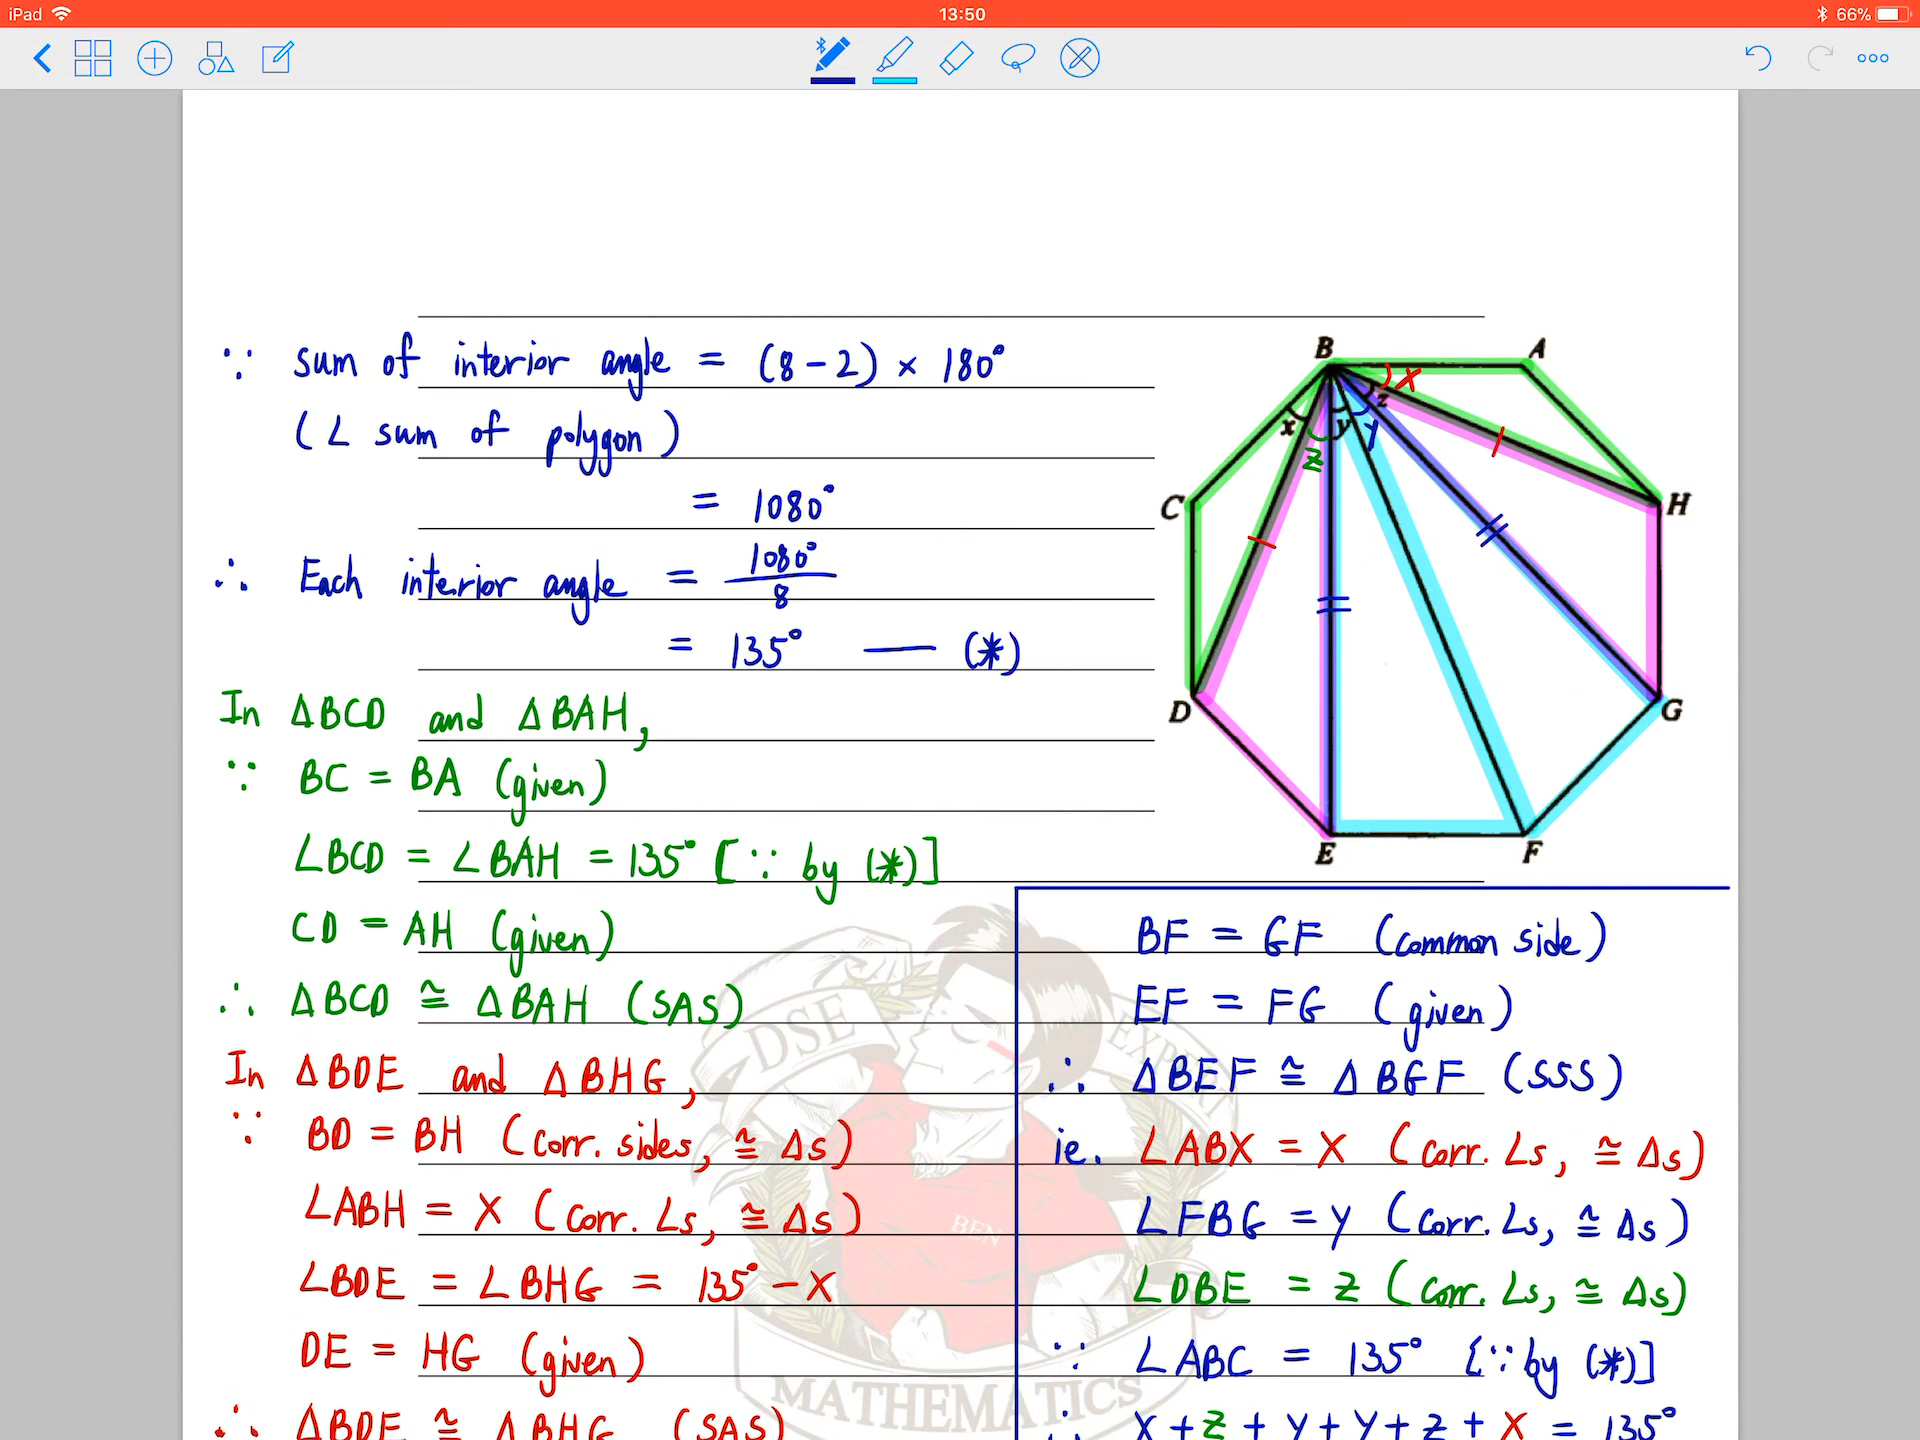 iPad 13:50 66%
∵ sum of interior angle = (8 - 2) × 180°
(∠ sum of polygon)
= 1080°
∴ Each interior angle = 1080° / 8
= 135° — (*)
In ΔBCD and ΔBAH,
∵ BC = BA (given)
∠BCD = ∠BAH = 135° [∵ by (*)]
CD = AH (given)
∴ ΔBCD ≅ ΔBAH (SAS)
In ΔBDE and ΔBHG,
∵ BD = BH (corr. sides, ≅ Δs)
∠ABH = x (corr. ∠s, ≅ Δs)
∠BDE = ∠BHG = 135° - x
DE = HG (given)
∴ ΔBDE ≅ ΔBHG (SAS)
B A
x
z
x y y
z
C H
D G
E F
BF = GF (common side)
EF = FG (given)
∴ ΔBEF ≅ ΔBGF (SSS)
ie. ∠ABX = x (corr. ∠s, ≅ Δs)
∠FBG = y (corr. ∠s, ≅ Δs)
∠DBE = z (corr. ∠s, ≅ Δs)
∵ ∠ABC = 135° [∵ by (*)]
∴ x + z + y + y + z + x = 135°
DSE EXPERT
BEN
MATHEMATICS